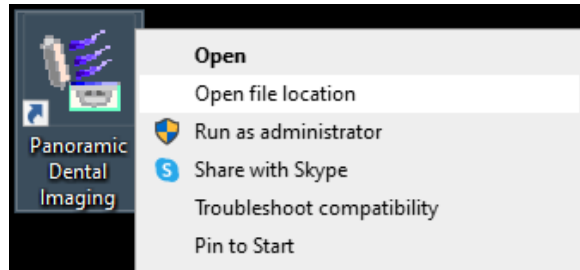 Open
Open file location
Run as administrator
Share with Skype
Troubleshoot compatibility
Pin to Start
Panoramic
Dental
Imaging